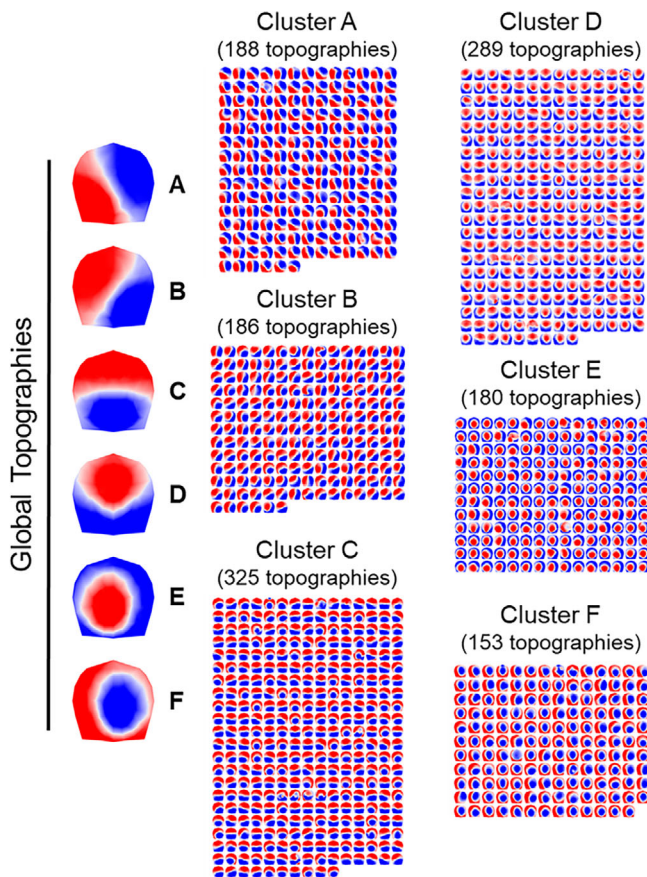 Global Topographies
A
B
C
D
E
F
Cluster A
(188 topographies)
Cluster B
(186 topographies)
Cluster C
(325 topographies)
Cluster D
(289 topographies)
Cluster E
(180 topographies)
Cluster F
(153 topographies)